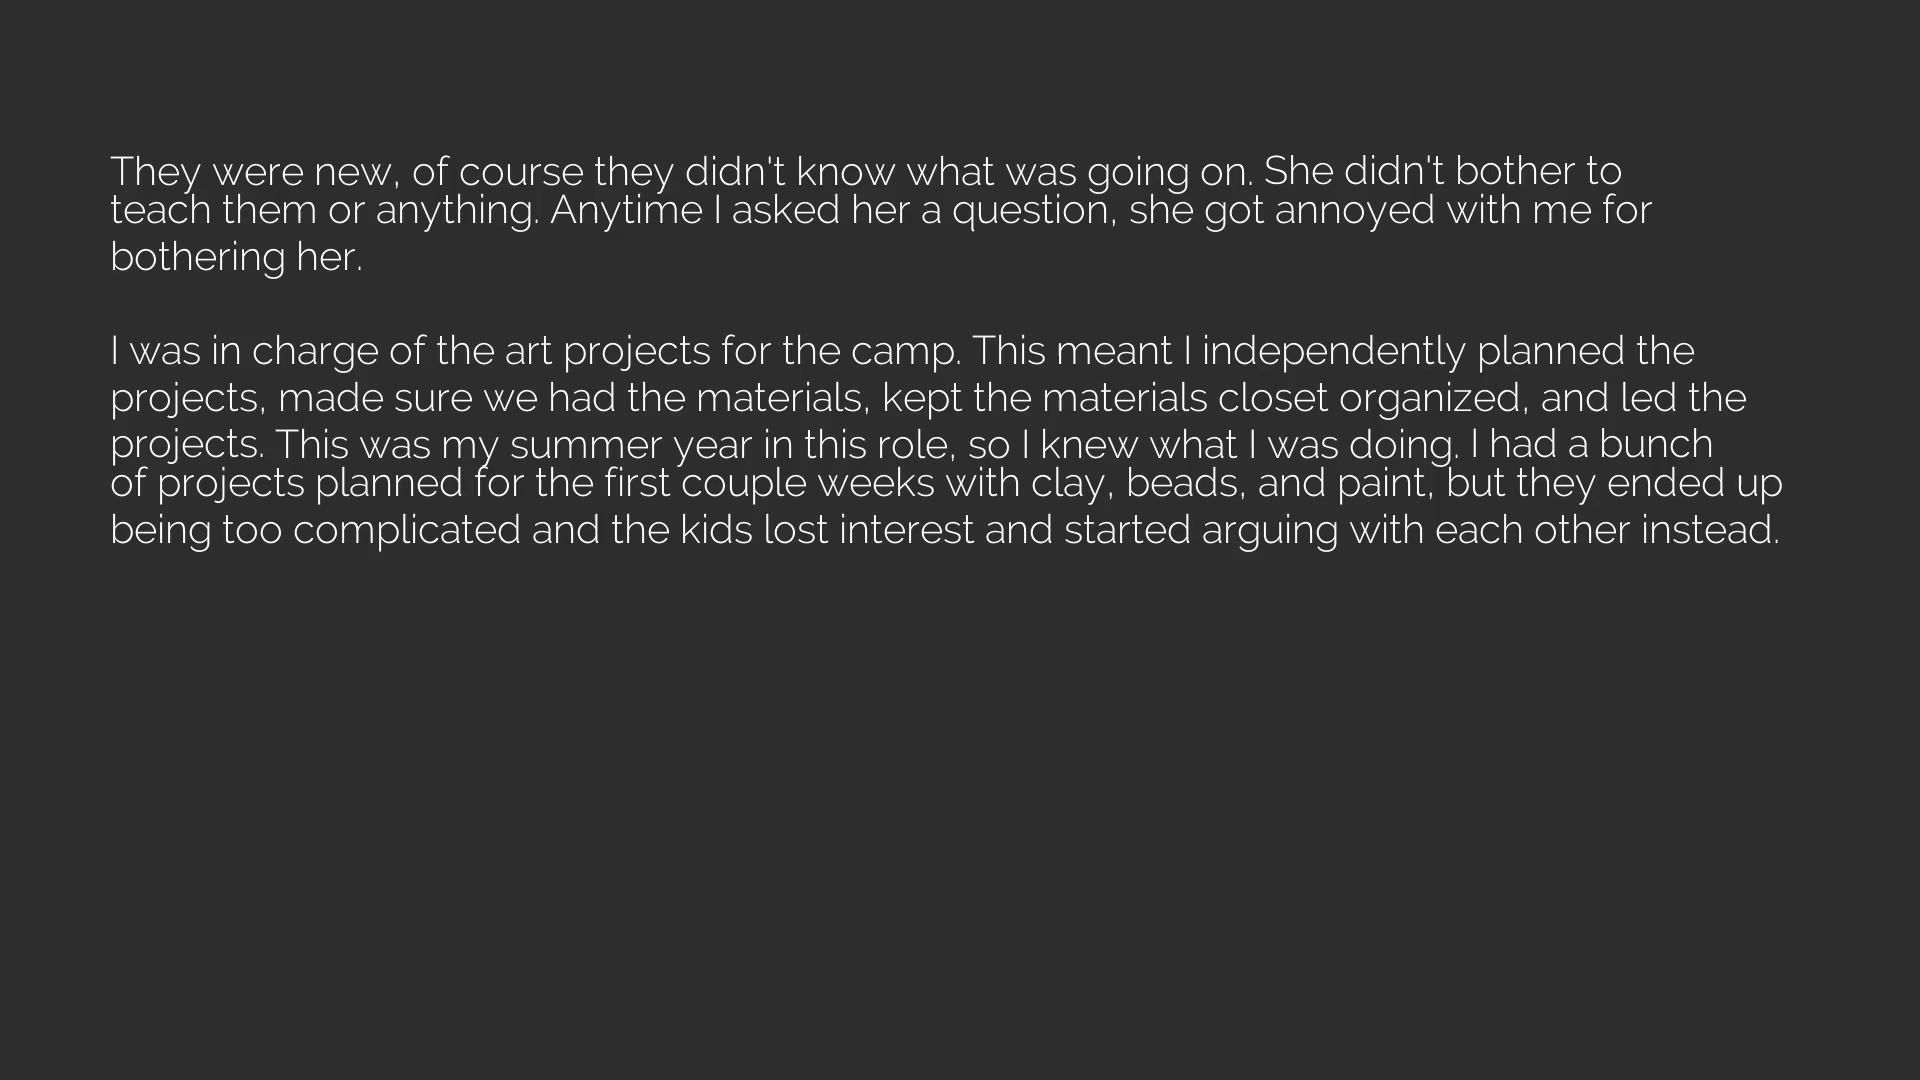 They were new, of course they didn't know what was going on. She didn't bother to
teach them or anything. Anytime I asked her a question, she got annoyed with me for
bothering her.
I was in charge of the art projects for the camp. This meant I independently planned the
projects, made sure we had the materials, kept the materials closet organized, and led the
projects. This was my summer year in this role, so I knew what I was doing. I had a bunch
of projects planned for the first couple weeks with clay, beads, and paint, but they ended up
being too complicated and the kids lost interest and started arguing with each other instead.